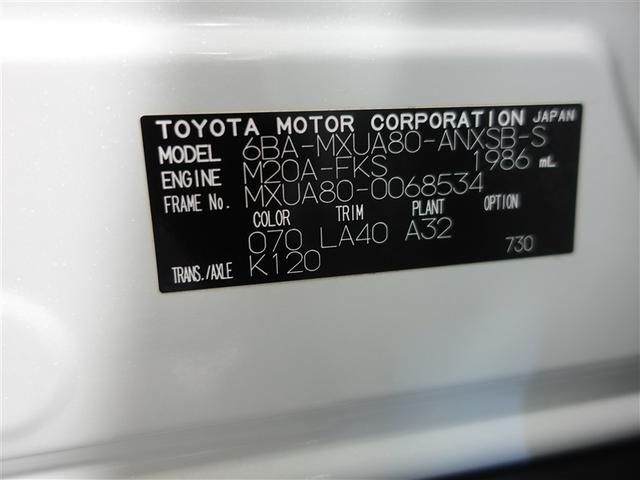 TOYOTA MOTOR CORPORATION JAPAN
MODEL 6BA-MXUA80-ANXSB-S
ENGINE M20A-FKS 1986 mL
FRAME No. MXUA80-0068534
COLOR TRIM PLANT OPTION
070 LA40 A32 730
TRANS./AXLE K120